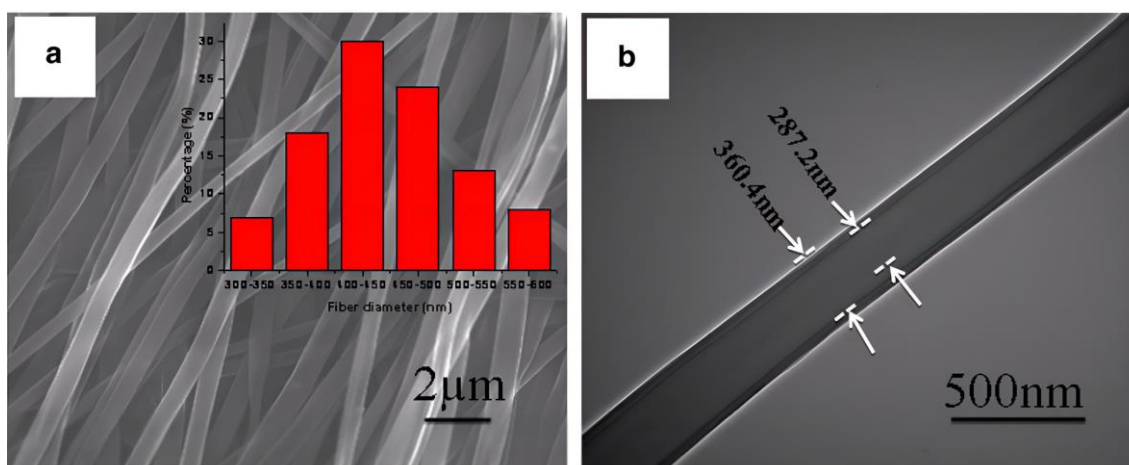 a
30
25
20
15
10
5
0
Percentage (%)
300-350 350-400 400-450 450-500 500-550 550-600
Fiber diameter (nm)
2μm
b
287.2nm
360.4nm
500nm